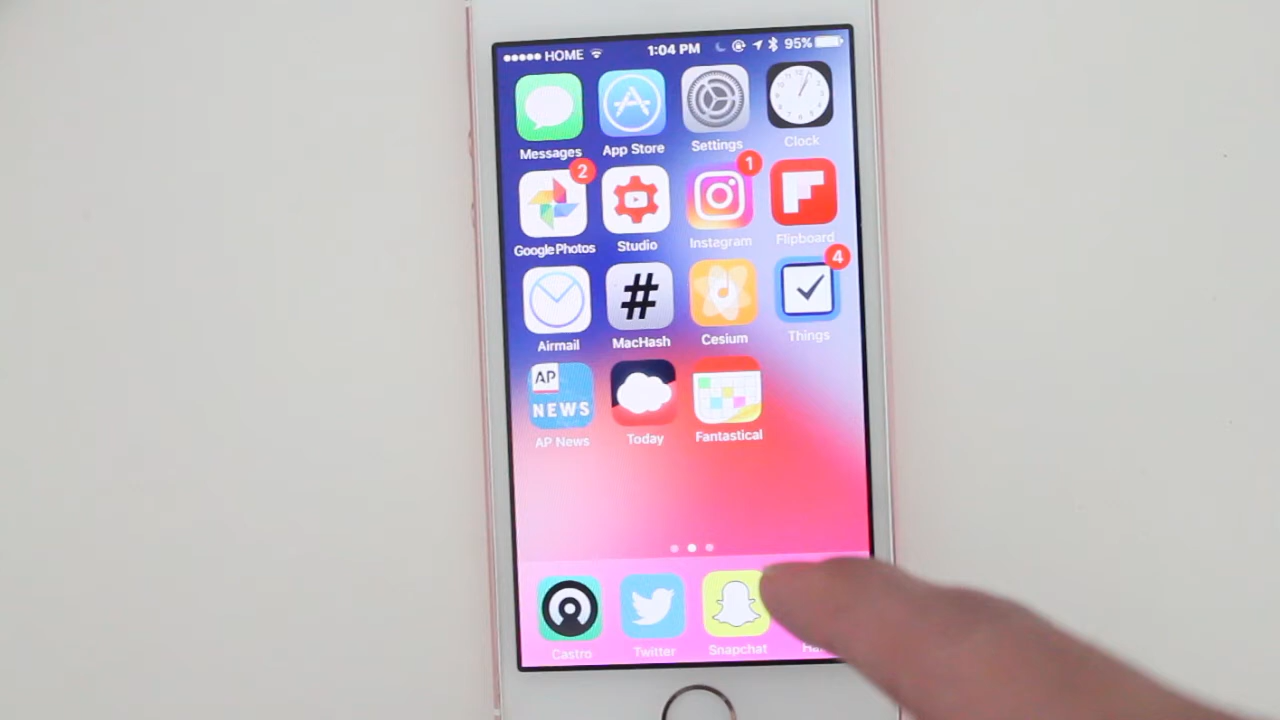 HOME 1:04 PM 95%
Messages App Store Settings Clock
2 1
Google Photos Studio Instagram Flipboard
4
#
Airmail MacHash Cesium Things
AP
NEWS
AP News Today Fantastical
Castro Twitter Snapchat